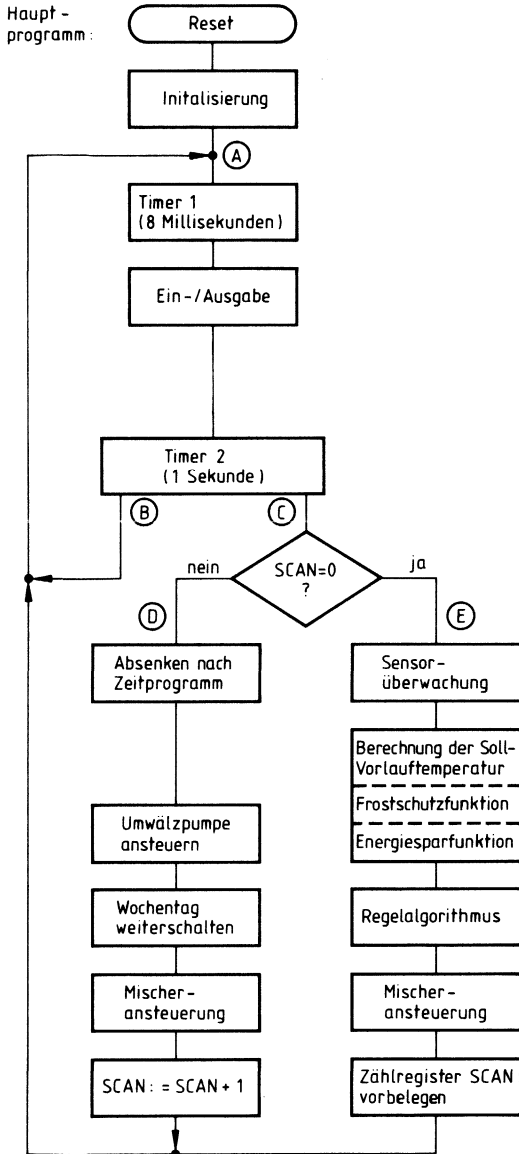 Haupt-
programm:
Reset
Initalisierung
A
Timer 1
(8 Millisekunden)
Ein-/Ausgabe
Timer 2
(1 Sekunde)
B
C
SCAN=0
?
nein
ja
D
E
Absenken nach
Zeitprogramm
Umwälzpumpe
ansteuern
Wochentag
weiterschalten
Mischer-
ansteuerung
SCAN: = SCAN + 1
Sensor-
überwachung
Berechnung der Soll-
Vorlauftemperatur
Frostschutzfunktion
Energiesparfunktion
Regelalgorithmus
Mischer-
ansteuerung
Zählregister SCAN
vorbelegen